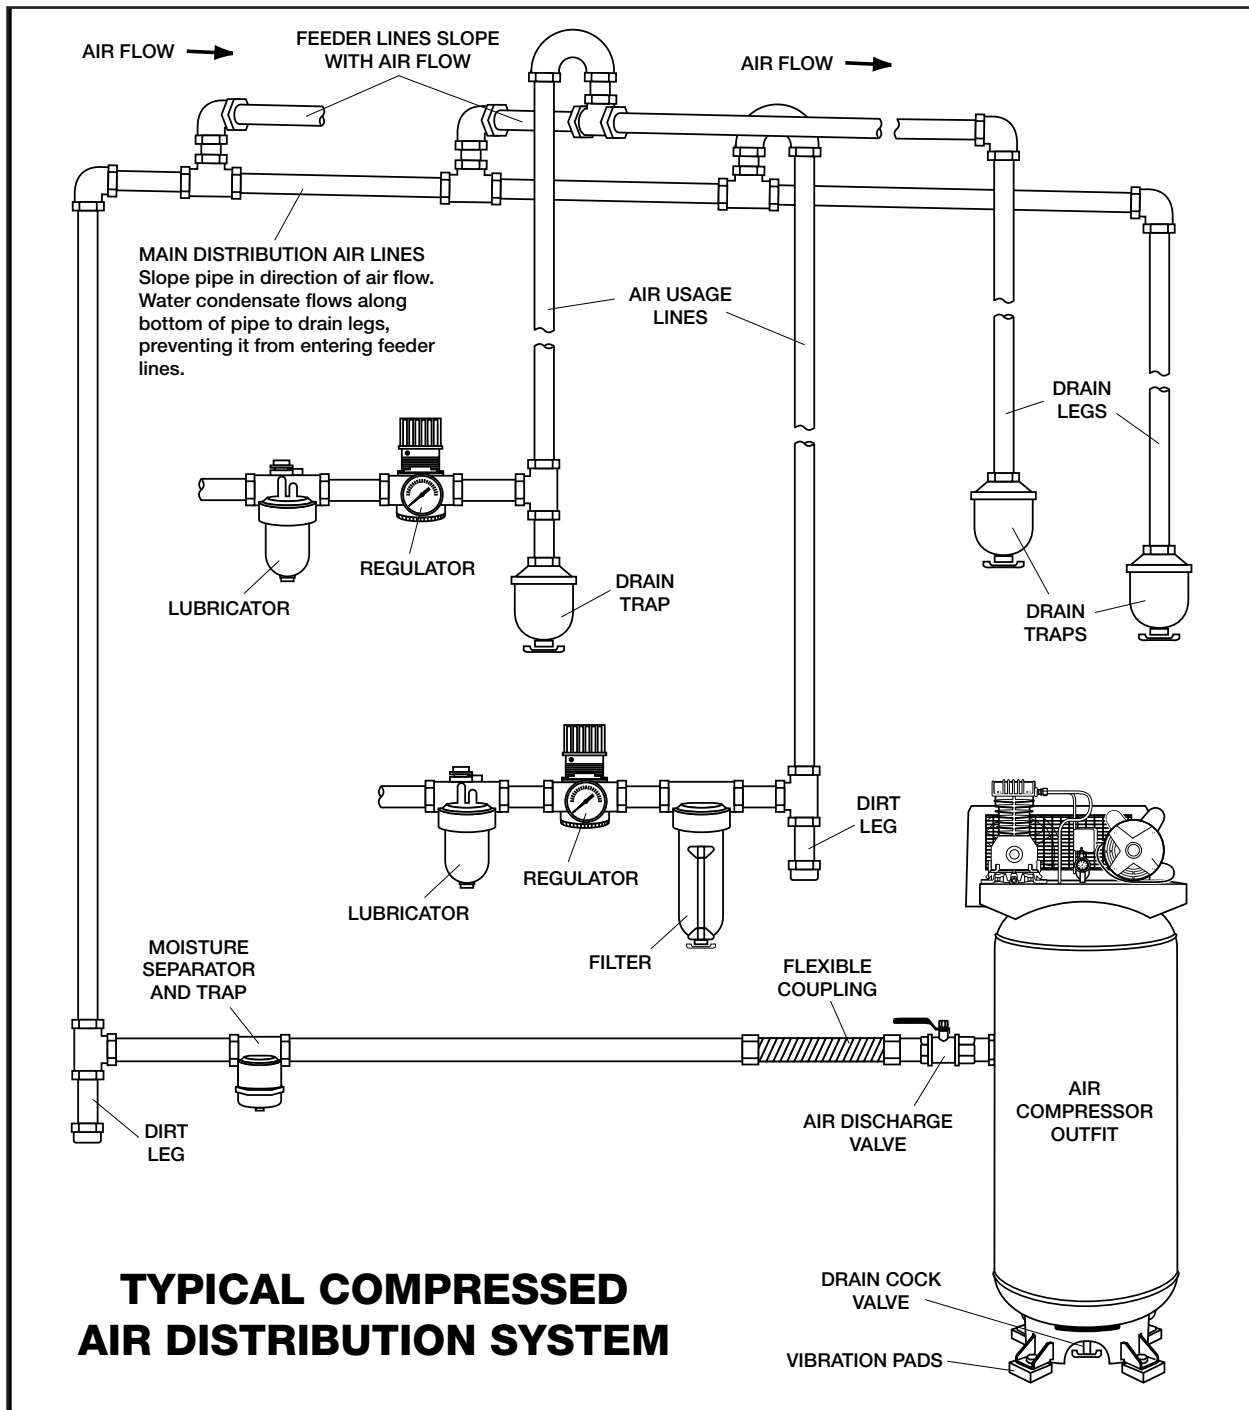 AIR FLOW
FEEDER LINES SLOPE
WITH AIR FLOW
AIR FLOW
MAIN DISTRIBUTION AIR LINES
Slope pipe in direction of air flow.
Water condensate flows along
bottom of pipe to drain legs,
preventing it from entering feeder
lines.
AIR USAGE
LINES
DRAIN
LEGS
REGULATOR
LUBRICATOR
DRAIN
TRAP
DRAIN
TRAPS
DIRT
LEG
REGULATOR
LUBRICATOR
FILTER
MOISTURE
SEPARATOR
AND TRAP
FLEXIBLE
COUPLING
AIR DISCHARGE
VALVE
AIR
COMPRESSOR
OUTFIT
DIRT
LEG
TYPICAL COMPRESSED
AIR DISTRIBUTION SYSTEM
DRAIN COCK
VALVE
VIBRATION PADS